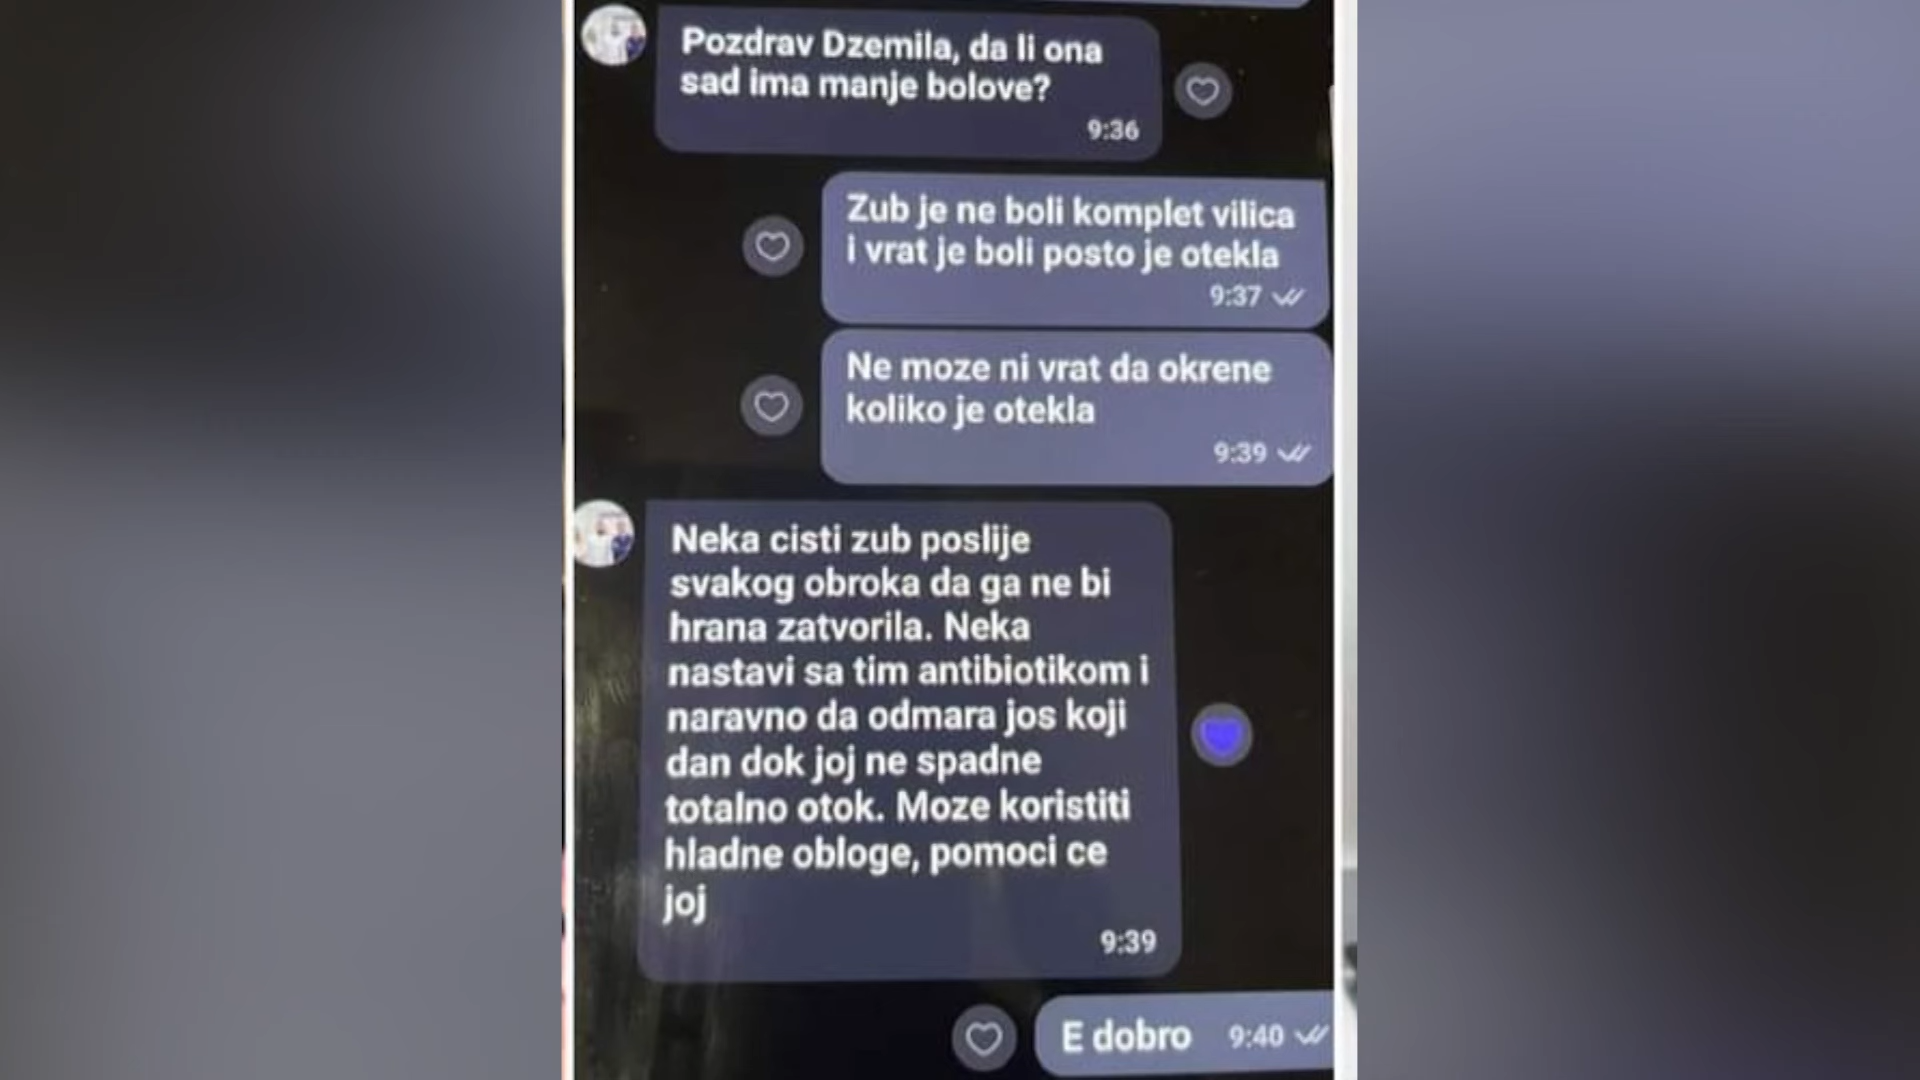 Pozdrav Dzemila, da li ona
sad ima manje bolove?
9:36
Zub je ne boli komplet vilica
i vrat je boli posto je otekla
9:37
Ne moze ni vrat da okrene
koliko je otekla
9:39
Neka cisti zub poslije
svakog obroka da ga ne bi
hrana zatvorila. Neka
nastavi sa tim antibiotikom i
naravno da odmara jos koji
dan dok joj ne spadne
totalno otok. Moze koristiti
hladne obloge, pomoci ce
joj
9:39
E dobro 9:40